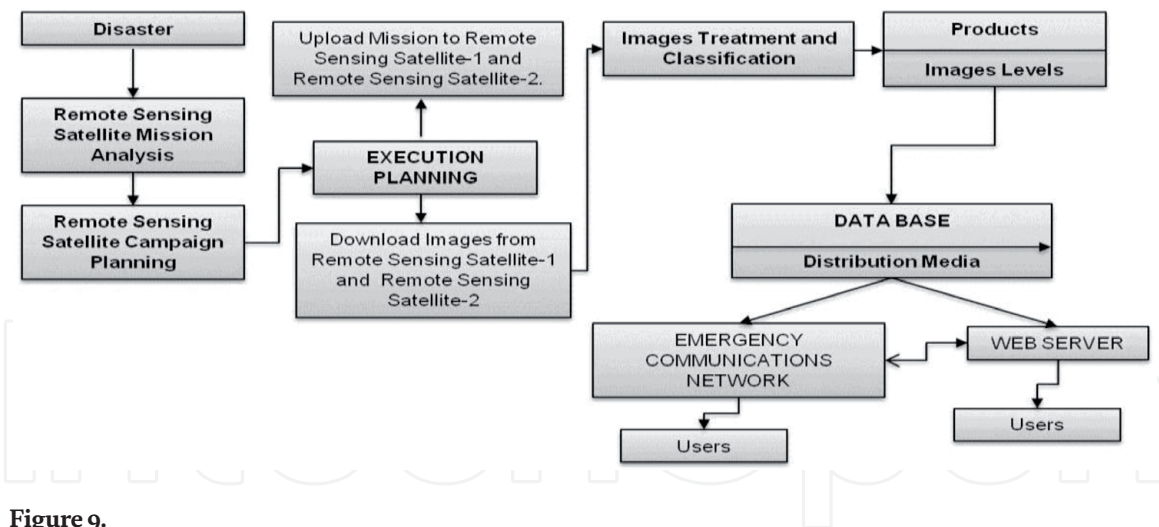 Disaster
Remote Sensing
Satellite Mission
Analysis
Remote Sensing
Satellite Campaign
Planning
Upload Mission to Remote
Sensing Satellite-1 and
Remote Sensing Satellite-2.
EXECUTION
PLANNING
Download Images from
Remote Sensing Satellite-1
and Remote Sensing
Satellite-2
Images Treatment and
Classification
Products
Images Levels
DATA BASE
Distribution Media
EMERGENCY
COMMUNICATIONS
NETWORK
WEB SERVER
Users
Users
Figure 9.